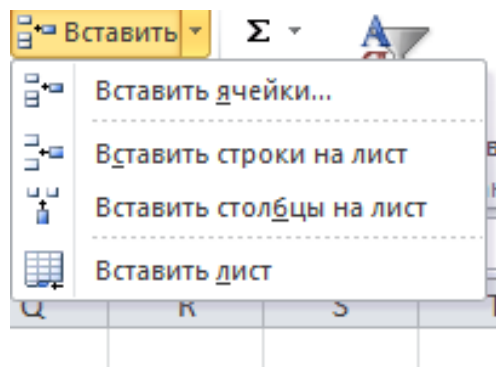 Вставить Σ
Вставить ячейки...
Вставить строки на лист
Вставить столбцы на лист
Вставить лист
Q R S